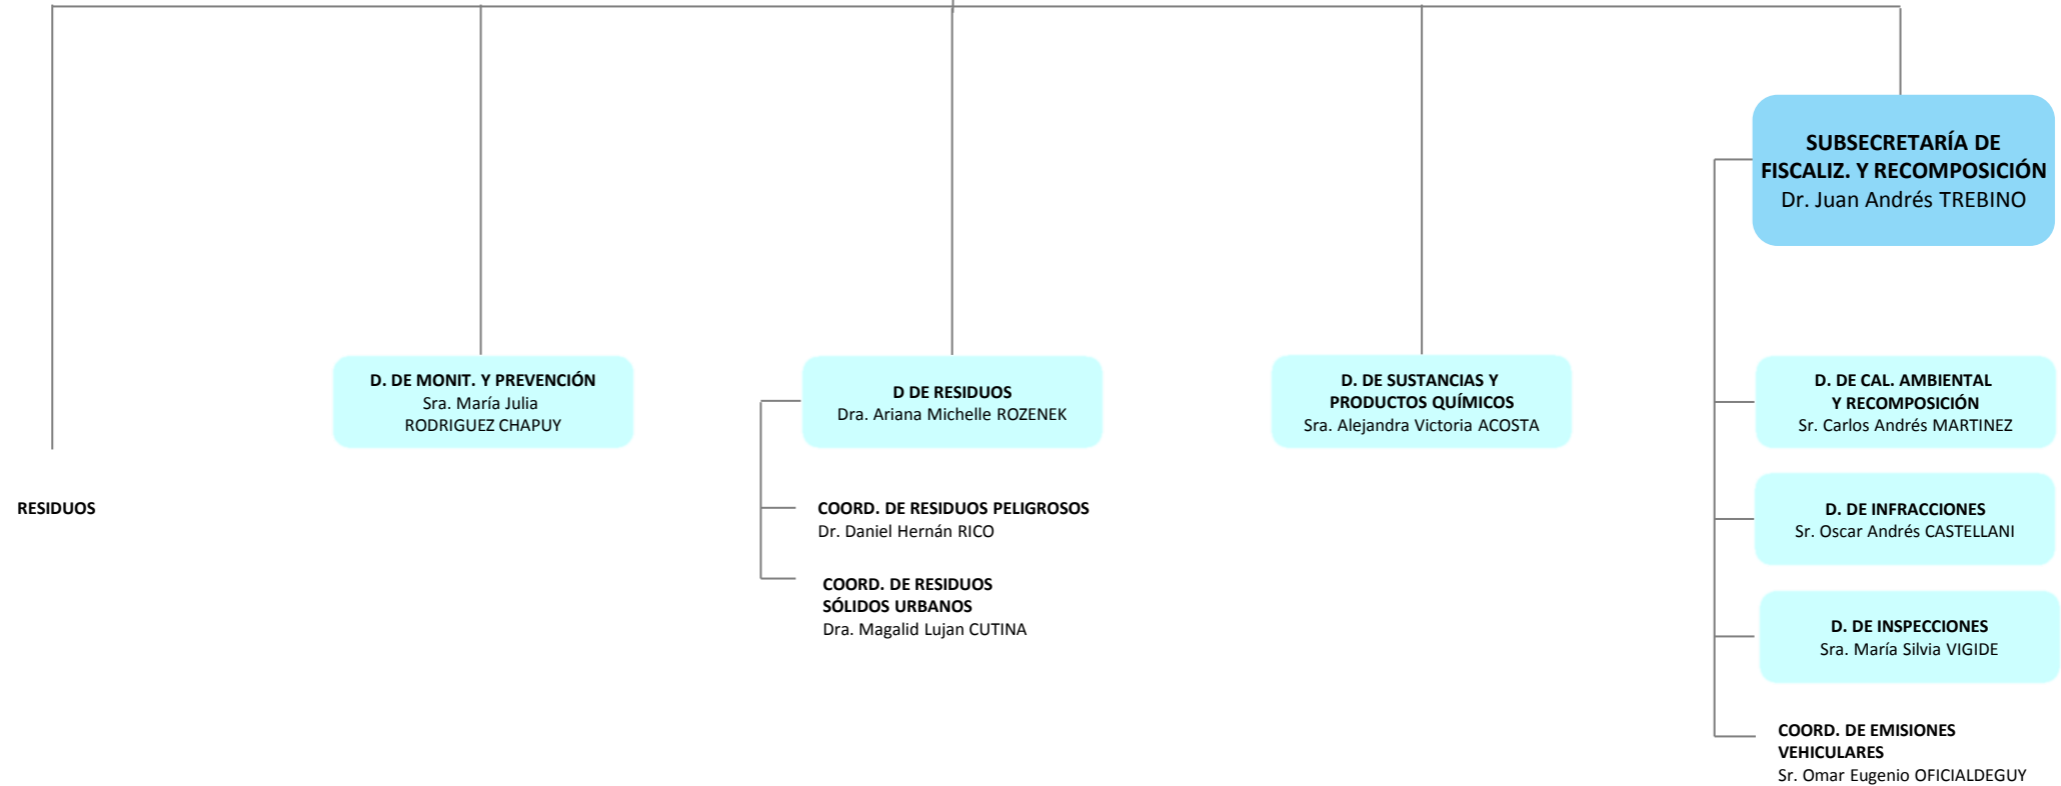 SUBSECRETARÍA DE
FISCALIZ. Y RECOMPOSICIÓN
Dr. Juan Andrés TREBINO
D. DE MONIT. Y PREVENCIÓN
Sra. María Julia
RODRIGUEZ CHAPUY
D DE RESIDUOS
Dra. Ariana Michelle ROZENEK
D. DE SUSTANCIAS Y
PRODUCTOS QUÍMICOS
Sra. Alejandra Victoria ACOSTA
D. DE CAL. AMBIENTAL
Y RECOMPOSICIÓN
Sr. Carlos Andrés MARTINEZ
RESIDUOS
COORD. DE RESIDUOS PELIGROSOS
Dr. Daniel Hernán RICO
D. DE INFRACCIONES
Sr. Oscar Andrés CASTELLANI
COORD. DE RESIDUOS
SÓLIDOS URBANOS
Dra. Magalid Lujan CUTINA
D. DE INSPECCIONES
Sra. María Silvia VIGIDE
COORD. DE EMISIONES
VEHICULARES
Sr. Omar Eugenio OFICIALDEGUY